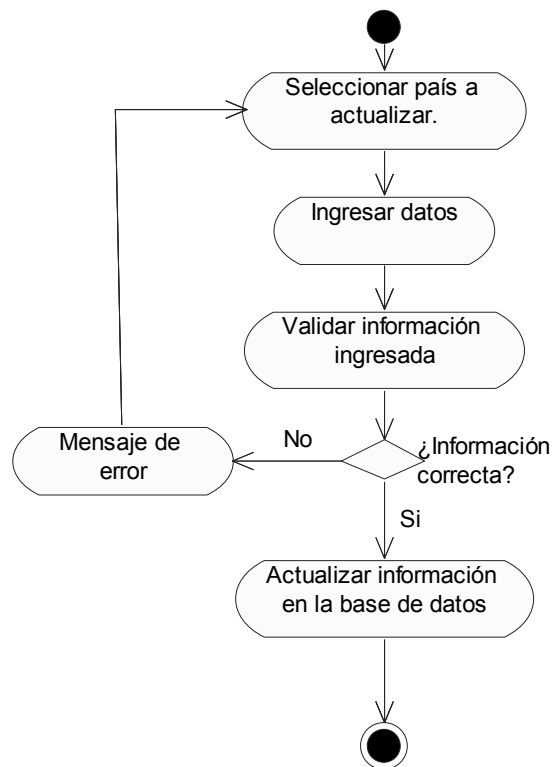 Seleccionar país a
actualizar.
Ingresar datos
Validar información
ingresada
¿Información
correcta?
No
Mensaje de
error
Si
Actualizar información
en la base de datos